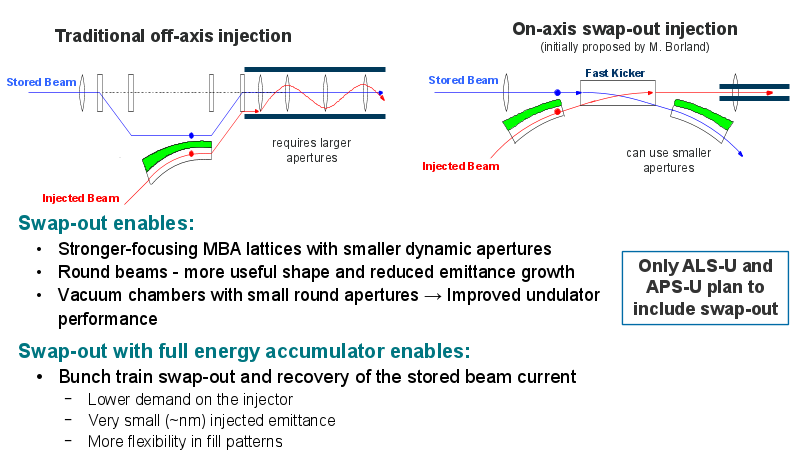 Traditional off-axis injection
On-axis swap-out injection
(initially proposed by M. Borland)
Stored Beam
Injected Beam
requires larger
apertures
Stored Beam
Fast Kicker
Injected Beam
can use smaller
apertures
Swap-out enables:
• Stronger-focusing MBA lattices with smaller dynamic apertures
• Round beams - more useful shape and reduced emittance growth
• Vacuum chambers with small round apertures → Improved undulator
performance
Only ALS-U and
APS-U plan to
include swap-out
Swap-out with full energy accumulator enables:
• Bunch train swap-out and recovery of the stored beam current
− Lower demand on the injector
− Very small (~nm) injected emittance
− More flexibility in fill patterns